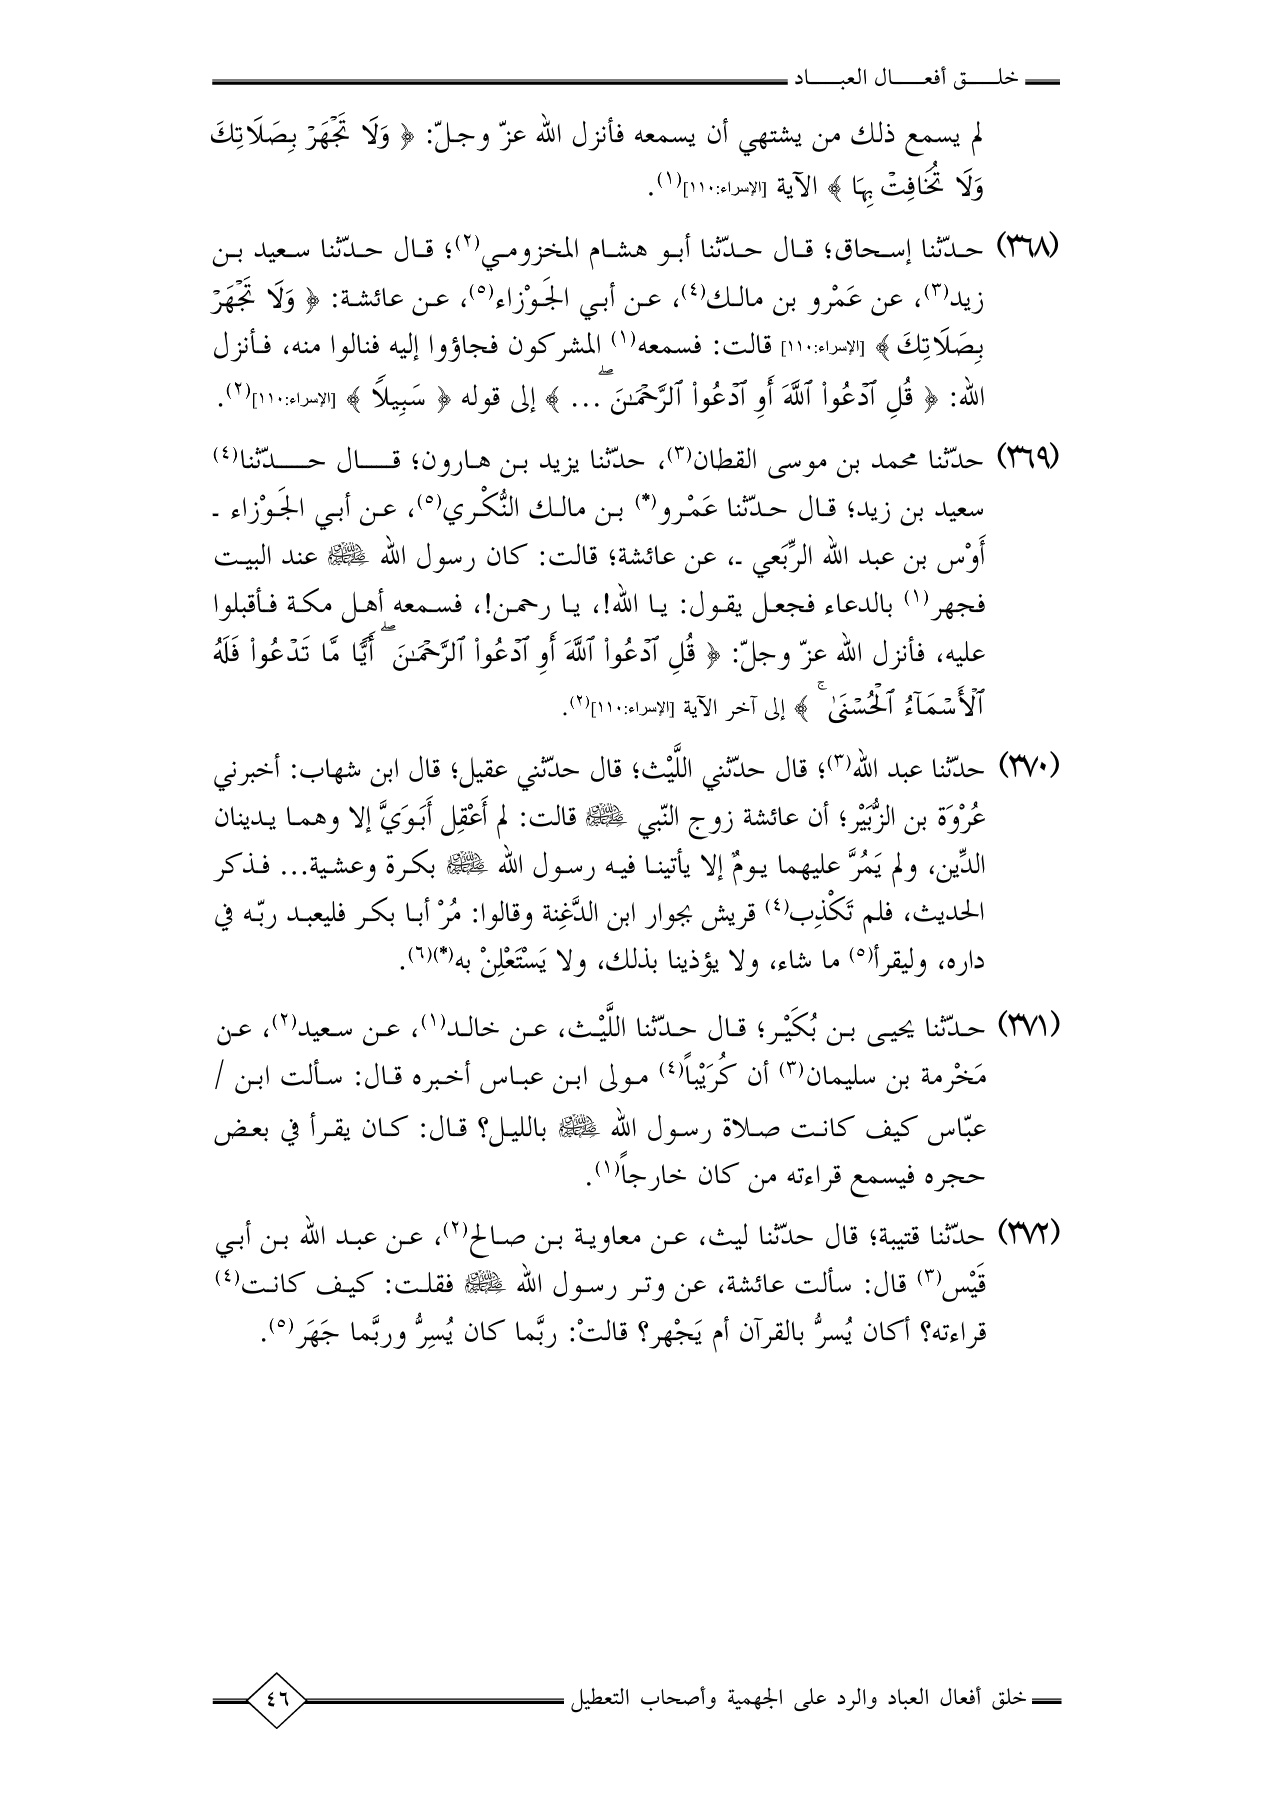 خلـــق أفعـــال العبـــاد
لم يسمع ذلك من يشتهي أن يسمعه فأنزل الله عزّ وجلّ: ﴿ وَلَا تَجۡهَرۡ بِصَلَاتِكَ
وَلَا تُخَافِتۡ بِهَا ﴾ الآية [الإسراء:١١٠](١).
(٣٦٨) حدّثنا إسحاق؛ قال حدّثنا أبو هشام المخزومي(٢)؛ قال حدّثنا سعيد بن
زيد(٣)، عن عَمْرو بن مالك(٤)، عن أبي الجَوْزاء(٥)، عن عائشة: ﴿ وَلَا تَجۡهَرۡ
بِصَلَاتِكَ ﴾ [الإسراء:١١٠] قالت: فسمعه(١) المشركون فجاؤوا إليه فنالوا منه، فأنزل
الله: ﴿ قُلِ ٱدۡعُواْ ٱللَّهَ أَوِ ٱدۡعُواْ ٱلرَّحۡمَـٰنَۖ ... ﴾ إلى قوله ﴿ سَبِيلاً ﴾ [الإسراء:١١٠](٢).
(٣٦٩) حدّثنا محمد بن موسى القطان(٣)، حدّثنا يزيد بن هارون؛ قال حدّثنا(٤)
سعيد بن زيد؛ قال حدّثنا عَمْرو(*) بن مالك النُّكْري(٥)، عن أبي الجَوْزاء ـ
أَوْس بن عبد الله الرِّبَعي ـ، عن عائشة؛ قالت: كان رسول الله ﷺ عند البيت
فجهر(١) بالدعاء فجعل يقول: يا الله!، يا رحمن!، فسمعه أهل مكة فأقبلوا
عليه، فأنزل الله عزّ وجلّ: ﴿ قُلِ ٱدۡعُواْ ٱللَّهَ أَوِ ٱدۡعُواْ ٱلرَّحۡمَـٰنَۖ أَيًّا مَّا تَدۡعُواْ فَلَهُ
ٱلۡأَسۡمَآءُ ٱلۡحُسۡنَىٰۚ ﴾ إلى آخر الآية [الإسراء:١١٠](٢).
(٣٧٠) حدّثنا عبد الله(٣)؛ قال حدّثني اللَّيْث؛ قال حدّثني عقيل؛ قال ابن شهاب: أخبرني
عُرْوَة بن الزُّبَيْر؛ أن عائشة زوج النّبي ﷺ قالت: لم أَعْقِل أَبَوَيَّ إلا وهما يدينان
الدِّين، ولم يَمُرَّ عليهما يومٌ إلا يأتينا فيه رسول الله ﷺ بكرة وعشية... فذكر
الحديث، فلم تَكْذِب(٤) قريش بجوار ابن الدَّغِنة وقالوا: مُرْ أبا بكر فليعبد ربّه في
داره، وليقرأ(٥) ما شاء، ولا يؤذينا بذلك، ولا يَسْتَعْلِنْ به(*)(٦).
(٣٧١) حدّثنا يحيى بن بُكَيْر؛ قال حدّثنا اللَّيْث، عن خالد(١)، عن سعيد(٢)، عن
مَخْرمة بن سليمان(٣) أن كُرَيْباً(٤) مولى ابن عباس أخبره قال: سألت ابن /
عبّاس كيف كانت صلاة رسول الله ﷺ بالليل؟ قال: كان يقرأ في بعض
حجره فيسمع قراءته من كان خارجاً(١).
(٣٧٢) حدّثنا قتيبة؛ قال حدّثنا ليث، عن معاوية بن صالح(٢)، عن عبد الله بن أبي
قَيْس(٣) قال: سألت عائشة، عن وتر رسول الله ﷺ فقلت: كيف كانت(٤)
قراءته؟ أكان يُسرُّ بالقرآن أم يَجْهر؟ قالتْ: ربَّما كان يُسِرُّ وربَّما جَهَر(٥).
خلق أفعال العباد والرد على الجهمية وأصحاب التعطيل ٤٦